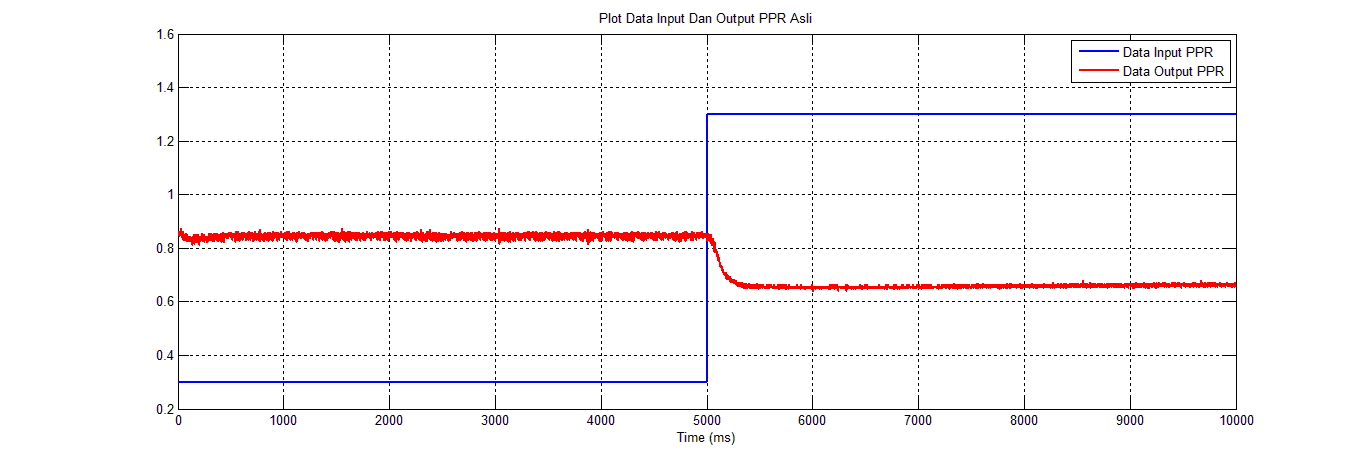 Plot Data Input Dan Output PPR Asli
1.6
1.4
1.2
1
0.8
0.6
0.4
0.2
Data Input PPR
Data Output PPR
0 1000 2000 3000 4000 5000 6000 7000 8000 9000 10000
Time (ms)